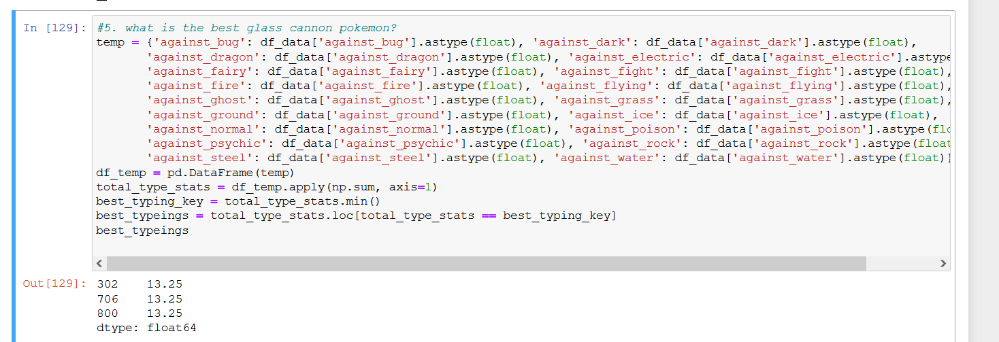 In [129]: #5. what is the best glass cannon pokemon?
temp = {'against_bug': df_data['against_bug'].astype(float), 'against_dark': df_data['against_dark'].astype(float),
'against_dragon': df_data['against_dragon'].astype(float), 'against_electric': df_data['against_electric'].astype
'against_fairy': df_data['against_fairy'].astype(float), 'against_fight': df_data['against_fight'].astype(float),
'against_fire': df_data['against_fire'].astype(float), 'against_flying': df_data['against_flying'].astype(float),
'against_ghost': df_data['against_ghost'].astype(float), 'against_grass': df_data['against_grass'].astype(float),
'against_ground': df_data['against_ground'].astype(float), 'against_ice': df_data['against_ice'].astype(float),
'against_normal': df_data['against_normal'].astype(float), 'against_poison': df_data['against_poison'].astype(flo
'against_psychic': df_data['against_psychic'].astype(float), 'against_rock': df_data['against_rock'].astype(float
'against_steel': df_data['against_steel'].astype(float), 'against_water': df_data['against_water'].astype(float)}
df_temp = pd.DataFrame(temp)
total_type_stats = df_temp.apply(np.sum, axis=1)
best_typing_key = total_type_stats.min()
best_typeings = total_type_stats.loc[total_type_stats == best_typing_key]
best_typeings
Out[129]: 302 13.25
706 13.25
800 13.25
dtype: float64